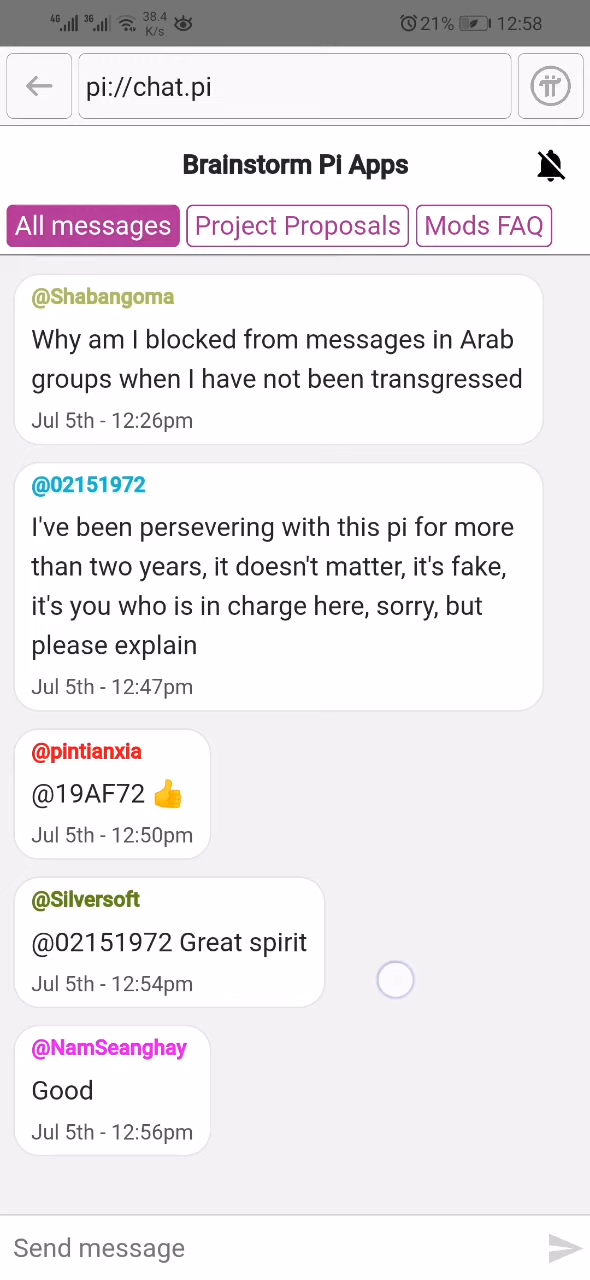 4G 3G 38.4 K/s 21% 12:58
pi://chat.pi
Brainstorm Pi Apps
All messages Project Proposals Mods FAQ
@Shabangoma
Why am I blocked from messages in Arab
groups when I have not been transgressed
Jul 5th - 12:26pm
@02151972
I've been persevering with this pi for more
than two years, it doesn't matter, it's fake,
it's you who is in charge here, sorry, but
please explain
Jul 5th - 12:47pm
@pintianxia
@19AF72 👍
Jul 5th - 12:50pm
@Silversoft
@02151972 Great spirit
Jul 5th - 12:54pm
@NamSeanghay
Good
Jul 5th - 12:56pm
Send message